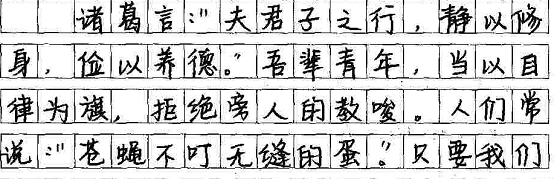 诸葛言:"夫君子之行,静以修
身,俭以养德。"吾辈青年,当以自
律为旗,拒绝旁人的教唆。人们常
说:"苍蝇不叮无缝的蛋。"只要我们